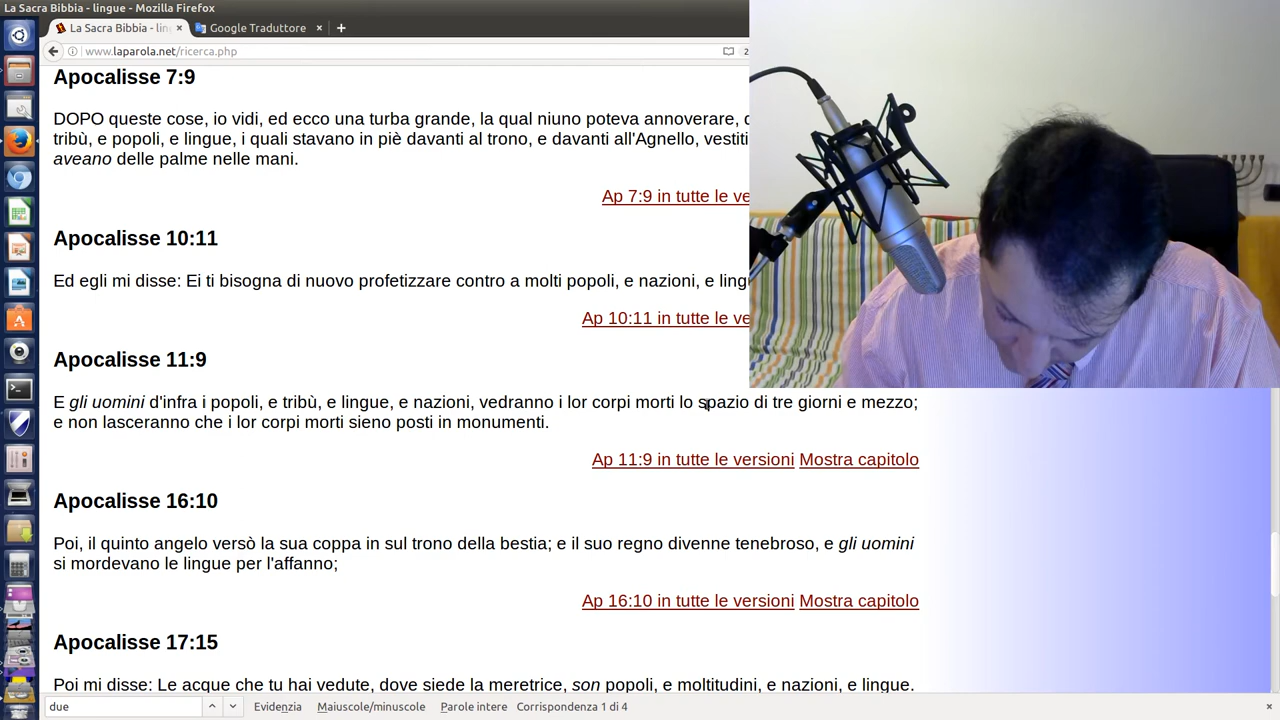 La Sacra Bibbia - lingue - Mozilla Firefox
La Sacra Bibbia - lin
Google Traduttore
www.laparola.net/ricerca.php
Apocalisse 7:9
DOPO queste cose, io vidi, ed ecco una turba grande, la qual niuno poteva annoverare,
tribù, e popoli, e lingue, i quali stavano in piè davanti al trono, e davanti all'Agnello, vestiti
aveano delle palme nelle mani.
Ap 7:9 in tutte le ve
Apocalisse 10:11
Ed egli mi disse: Ei ti bisogna di nuovo profetizzare contro a molti popoli, e nazioni, e ling
Ap 10:11 in tutte le ve
Apocalisse 11:9
E gli uomini d'infra i popoli, e tribù, e lingue, e nazioni, vedranno i lor corpi morti lo spazio di tre giorni e mezzo;
e non lasceranno che i lor corpi morti sieno posti in monumenti.
Ap 11:9 in tutte le versioni Mostra capitolo
Apocalisse 16:10
Poi, il quinto angelo versò la sua coppa in sul trono della bestia; e il suo regno divenne tenebroso, e gli uomini
si mordevano le lingue per l'affanno;
Ap 16:10 in tutte le versioni Mostra capitolo
Apocalisse 17:15
Poi mi disse: Le acque che tu hai vedute, dove siede la meretrice, son popoli, e moltitudini, e nazioni, e lingue.
due
Evidenzia
Maiuscole/minuscole
Parole intere
Corrispondenza 1 di 4